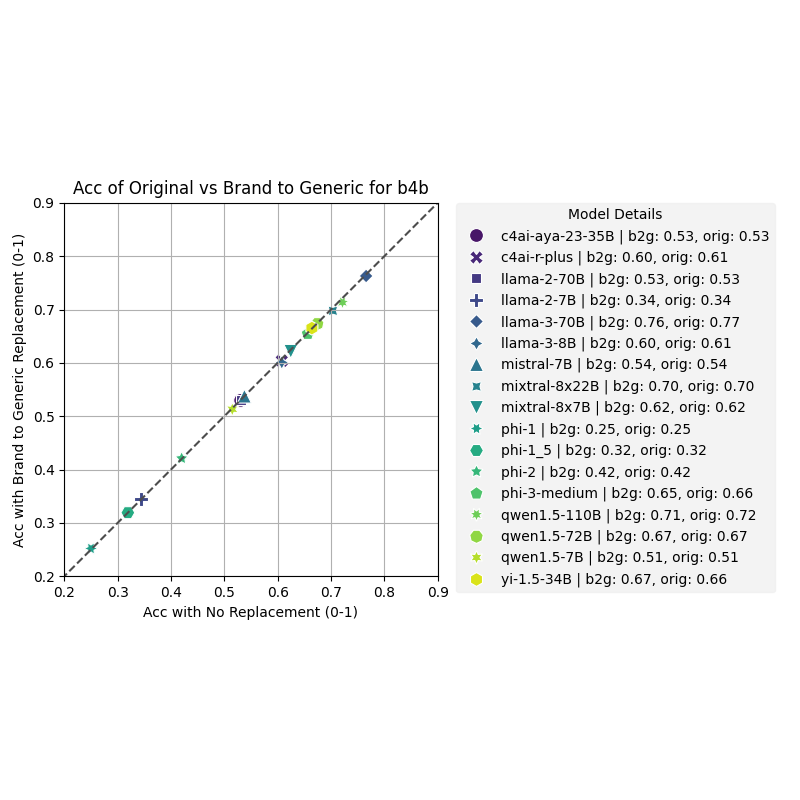 Acc of Original vs Brand to Generic for b4b
Acc with Brand to Generic Replacement (0-1)
0.9
0.8
0.7
0.6
0.5
0.4
0.3
0.2
0.2 0.3 0.4 0.5 0.6 0.7 0.8 0.9
Acc with No Replacement (0-1)
Model Details
c4ai-aya-23-35B | b2g: 0.53, orig: 0.53
c4ai-r-plus | b2g: 0.60, orig: 0.61
llama-2-70B | b2g: 0.53, orig: 0.53
llama-2-7B | b2g: 0.34, orig: 0.34
llama-3-70B | b2g: 0.76, orig: 0.77
llama-3-8B | b2g: 0.60, orig: 0.61
mistral-7B | b2g: 0.54, orig: 0.54
mixtral-8x22B | b2g: 0.70, orig: 0.70
mixtral-8x7B | b2g: 0.62, orig: 0.62
phi-1 | b2g: 0.25, orig: 0.25
phi-1_5 | b2g: 0.32, orig: 0.32
phi-2 | b2g: 0.42, orig: 0.42
phi-3-medium | b2g: 0.65, orig: 0.66
qwen1.5-110B | b2g: 0.71, orig: 0.72
qwen1.5-72B | b2g: 0.67, orig: 0.67
qwen1.5-7B | b2g: 0.51, orig: 0.51
yi-1.5-34B | b2g: 0.67, orig: 0.66